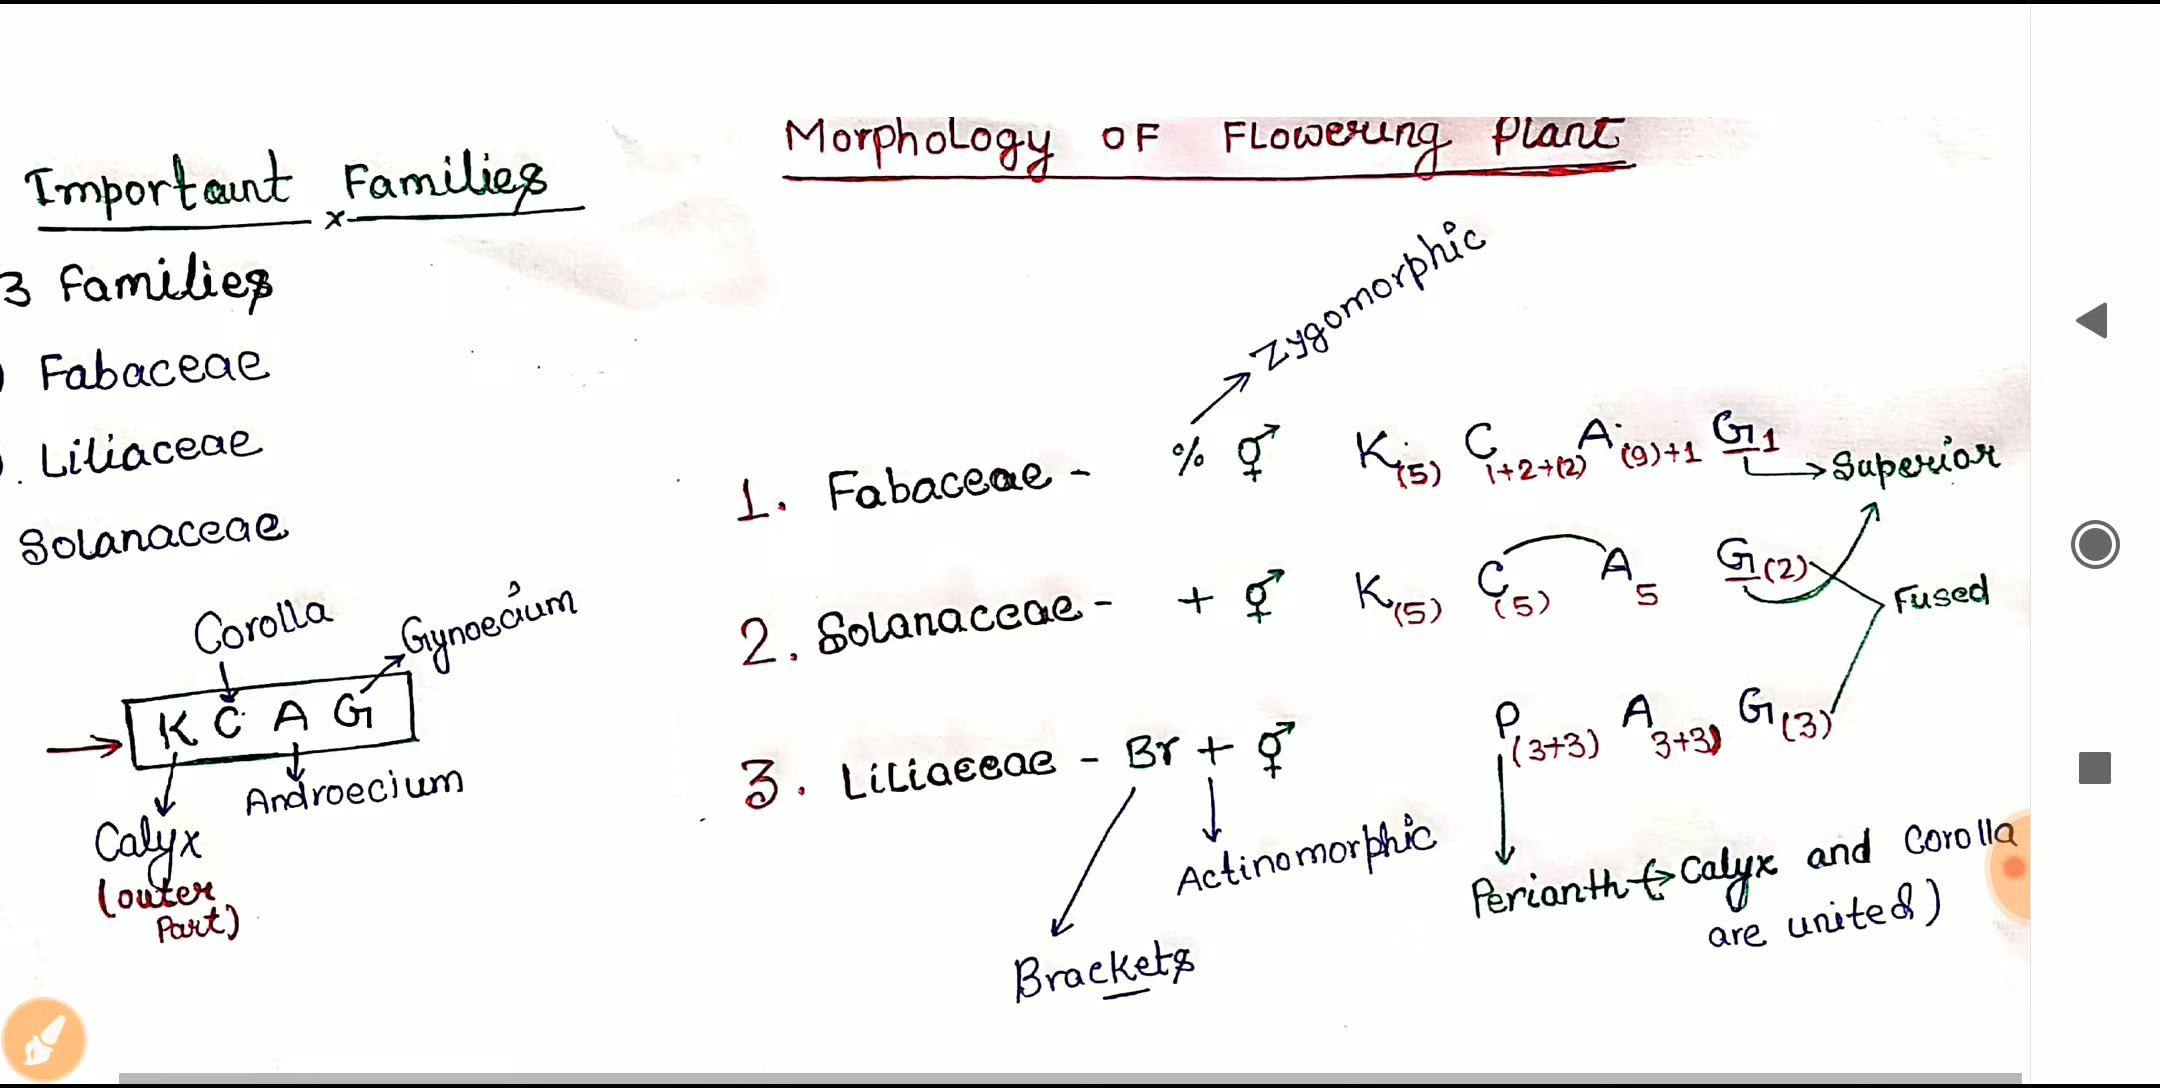 Morphology OF Flowering Plant
Important Families
x
3 Families
) Fabaceae
). Liliaceae
Solanaceae
Corolla
Gynoecium
K C A G
Androecium
Calyx
(outer
Part)
Zygomorphic
1. Fabaceae - % ⚥ K(5) C1+2+(2) A(9)+1 G1
Superior
2. Solanaceae - + ⚥ K(5) C(5) A5 G(2)
Fused
3. Liliaceae - Br + ⚥ P(3+3) A3+3) G(3)
Actinomorphic
Brackets
Perianth (→ Calyx and Corolla
are united)